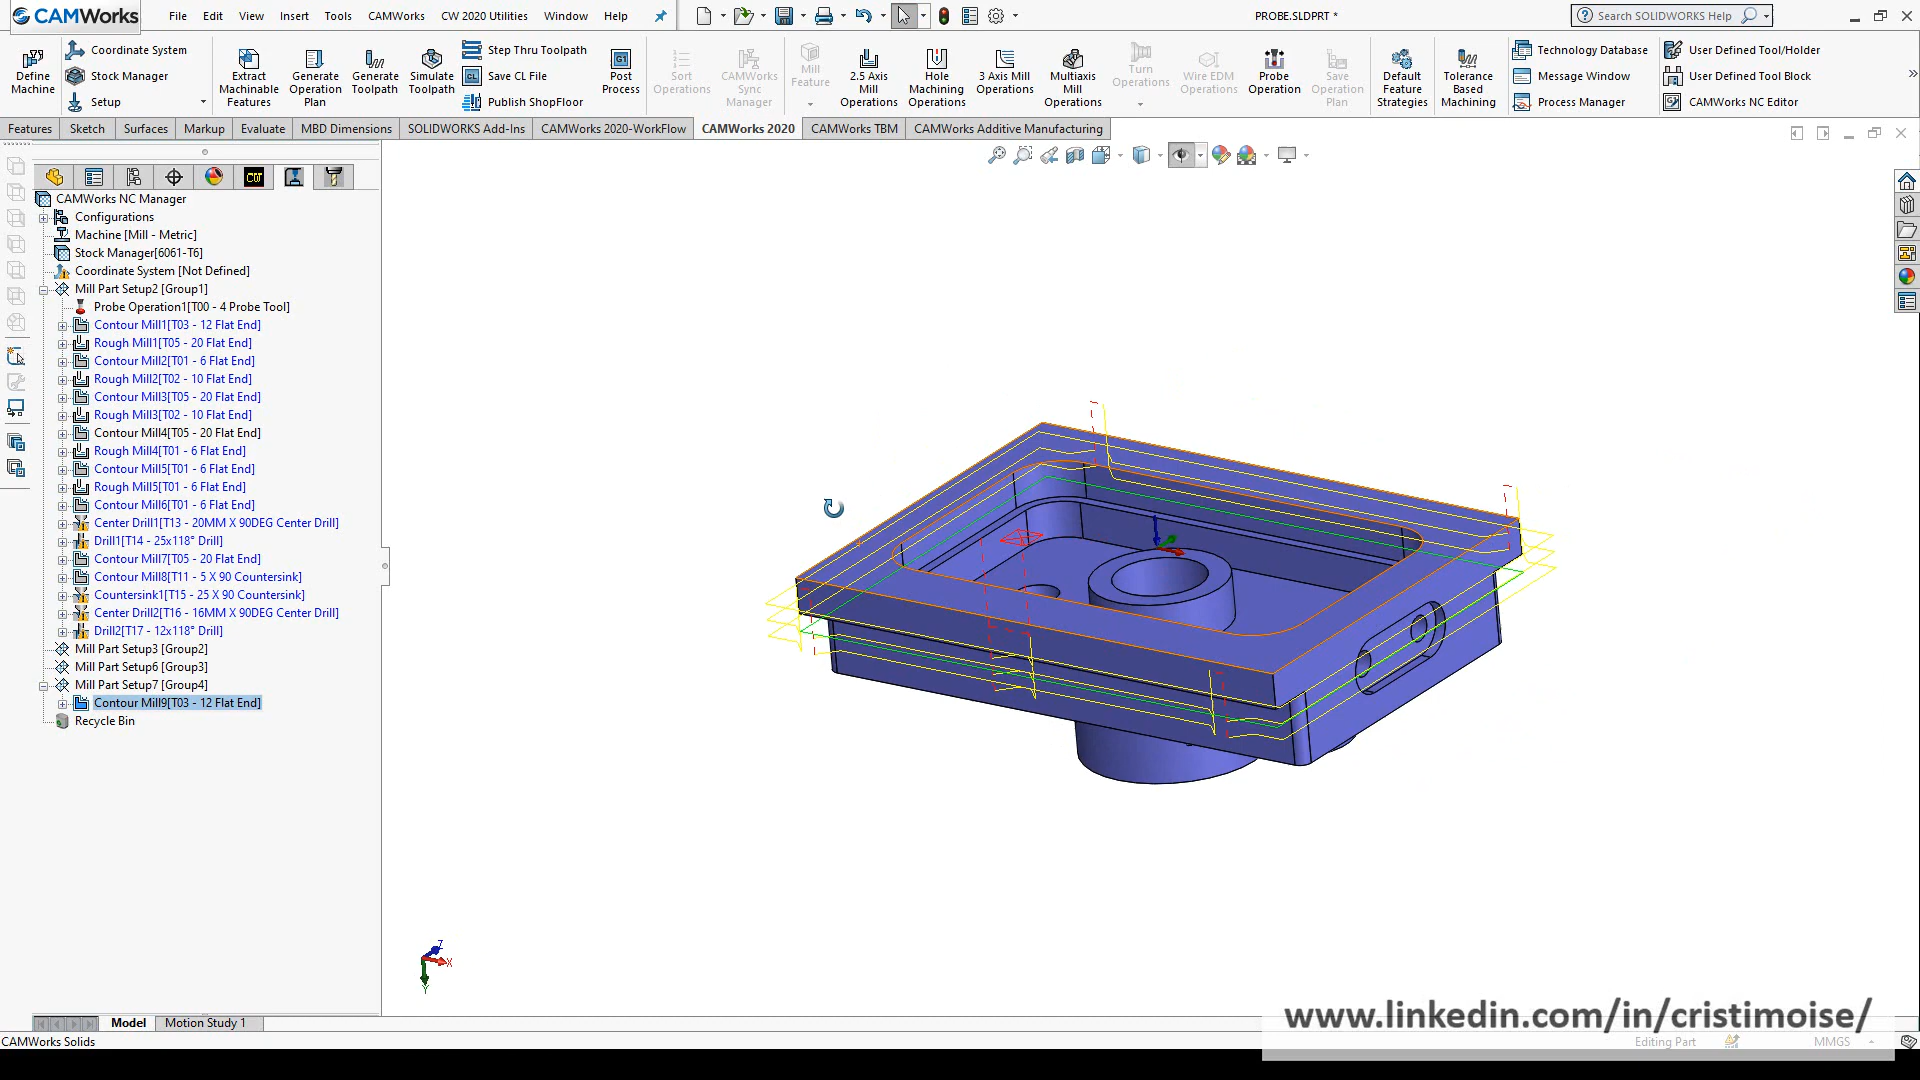 CAMWorks File Edit View Insert Tools CAMWorks CW 2020 Utilities Window Help PROBE.SLDPRT * Search SOLIDWORKS Help
Define Machine
Coordinate System
Stock Manager
Setup
Extract Machinable Features
Generate Operation Plan
Generate Toolpath
Simulate Toolpath
Step Thru Toolpath
Save CL File
Publish ShopFloor
G1
Post Process
Sort Operations
CAMWorks Sync Manager
Mill Feature
2.5 Axis Mill Operations
Hole Machining Operations
3 Axis Mill Operations
Multiaxis Mill Operations
Turn Operations
Wire EDM Operations
Probe Operation
Save Operation Plan
Default Feature Strategies
Tolerance Based Machining
Technology Database
Message Window
Process Manager
User Defined Tool/Holder
User Defined Tool Block
CAMWorks NC Editor
Features Sketch Surfaces Markup Evaluate MBD Dimensions SOLIDWORKS Add-Ins CAMWorks 2020-WorkFlow CAMWorks 2020 CAMWorks TBM CAMWorks Additive Manufacturing
CW
CAMWorks NC Manager
Configurations
Machine [Mill - Metric]
Stock Manager[6061-T6]
Coordinate System [Not Defined]
Mill Part Setup2 [Group1]
Probe Operation1[T00 - 4 Probe Tool]
Contour Mill1[T03 - 12 Flat End]
Rough Mill1[T05 - 20 Flat End]
Contour Mill2[T01 - 6 Flat End]
Rough Mill2[T02 - 10 Flat End]
Contour Mill3[T05 - 20 Flat End]
Rough Mill3[T02 - 10 Flat End]
Contour Mill4[T05 - 20 Flat End]
Rough Mill4[T01 - 6 Flat End]
Contour Mill5[T01 - 6 Flat End]
Rough Mill5[T01 - 6 Flat End]
Contour Mill6[T01 - 6 Flat End]
Center Drill1[T13 - 20MM X 90DEG Center Drill]
Drill1[T14 - 25x118° Drill]
Contour Mill7[T05 - 20 Flat End]
Contour Mill8[T11 - 5 X 90 Countersink]
Countersink1[T15 - 25 X 90 Countersink]
Center Drill2[T16 - 16MM X 90DEG Center Drill]
Drill2[T17 - 12x118° Drill]
Mill Part Setup3 [Group2]
Mill Part Setup6 [Group3]
Mill Part Setup7 [Group4]
Contour Mill9[T03 - 12 Flat End]
Recycle Bin
Z
X
Y
Model Motion Study 1
www.linkedin.com/in/cristimoise/
CAMWorks Solids Editing Part MMGS